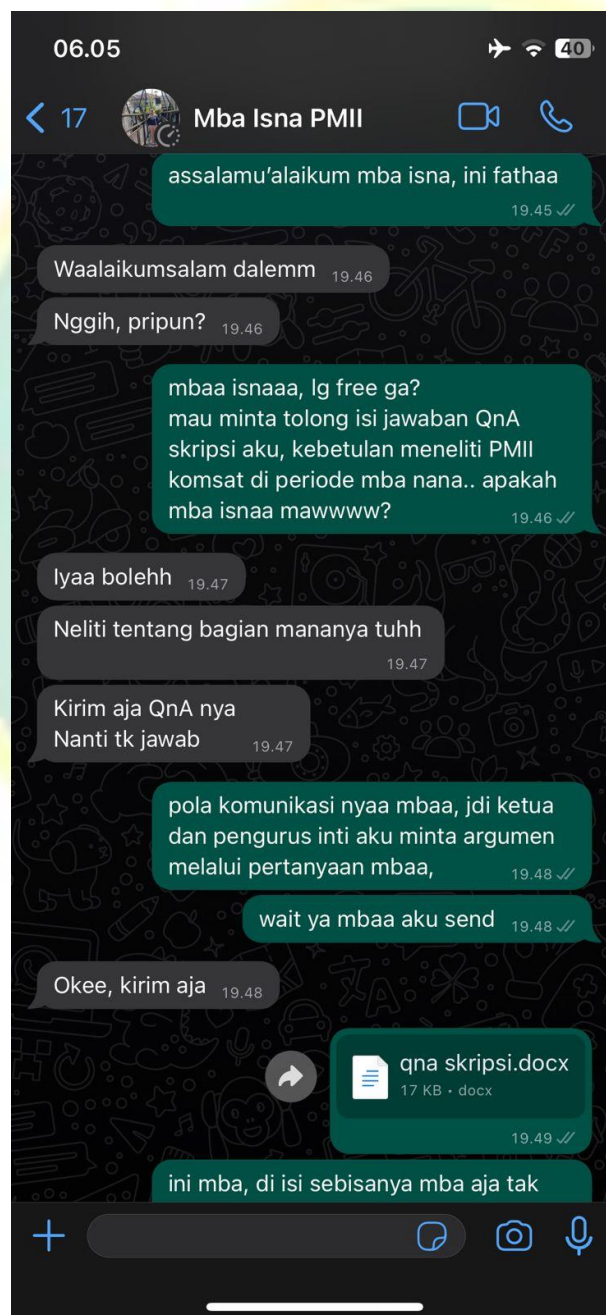 06.05
40
17
Mba Isna PMII
assalamu'alaikum mba isna, ini fathaa
19.45
Waalaikumsalam dalemm 19.46
Nggih, pripun? 19.46
mbaa isnaaa, lg free ga?
mau minta tolong isi jawaban QnA
skripsi aku, kebetulan meneliti PMII
komsat di periode mba nana.. apakah
mba isnaa mawwww?
19.46
Iyaa bolehh 19.47
Neliti tentang bagian mananya tuhh
19.47
Kirim aja QnA nya
Nanti tk jawab 19.47
pola komunikasi nyaa mbaa, jdi ketua
dan pengurus inti aku minta argumen
melalui pertanyaan mbaa,
19.48
wait ya mbaa aku send 19.48
Okee, kirim aja 19.48
qna skripsi.docx
17 KB • docx
19.49
ini mba, di isi sebisanya mba aja tak